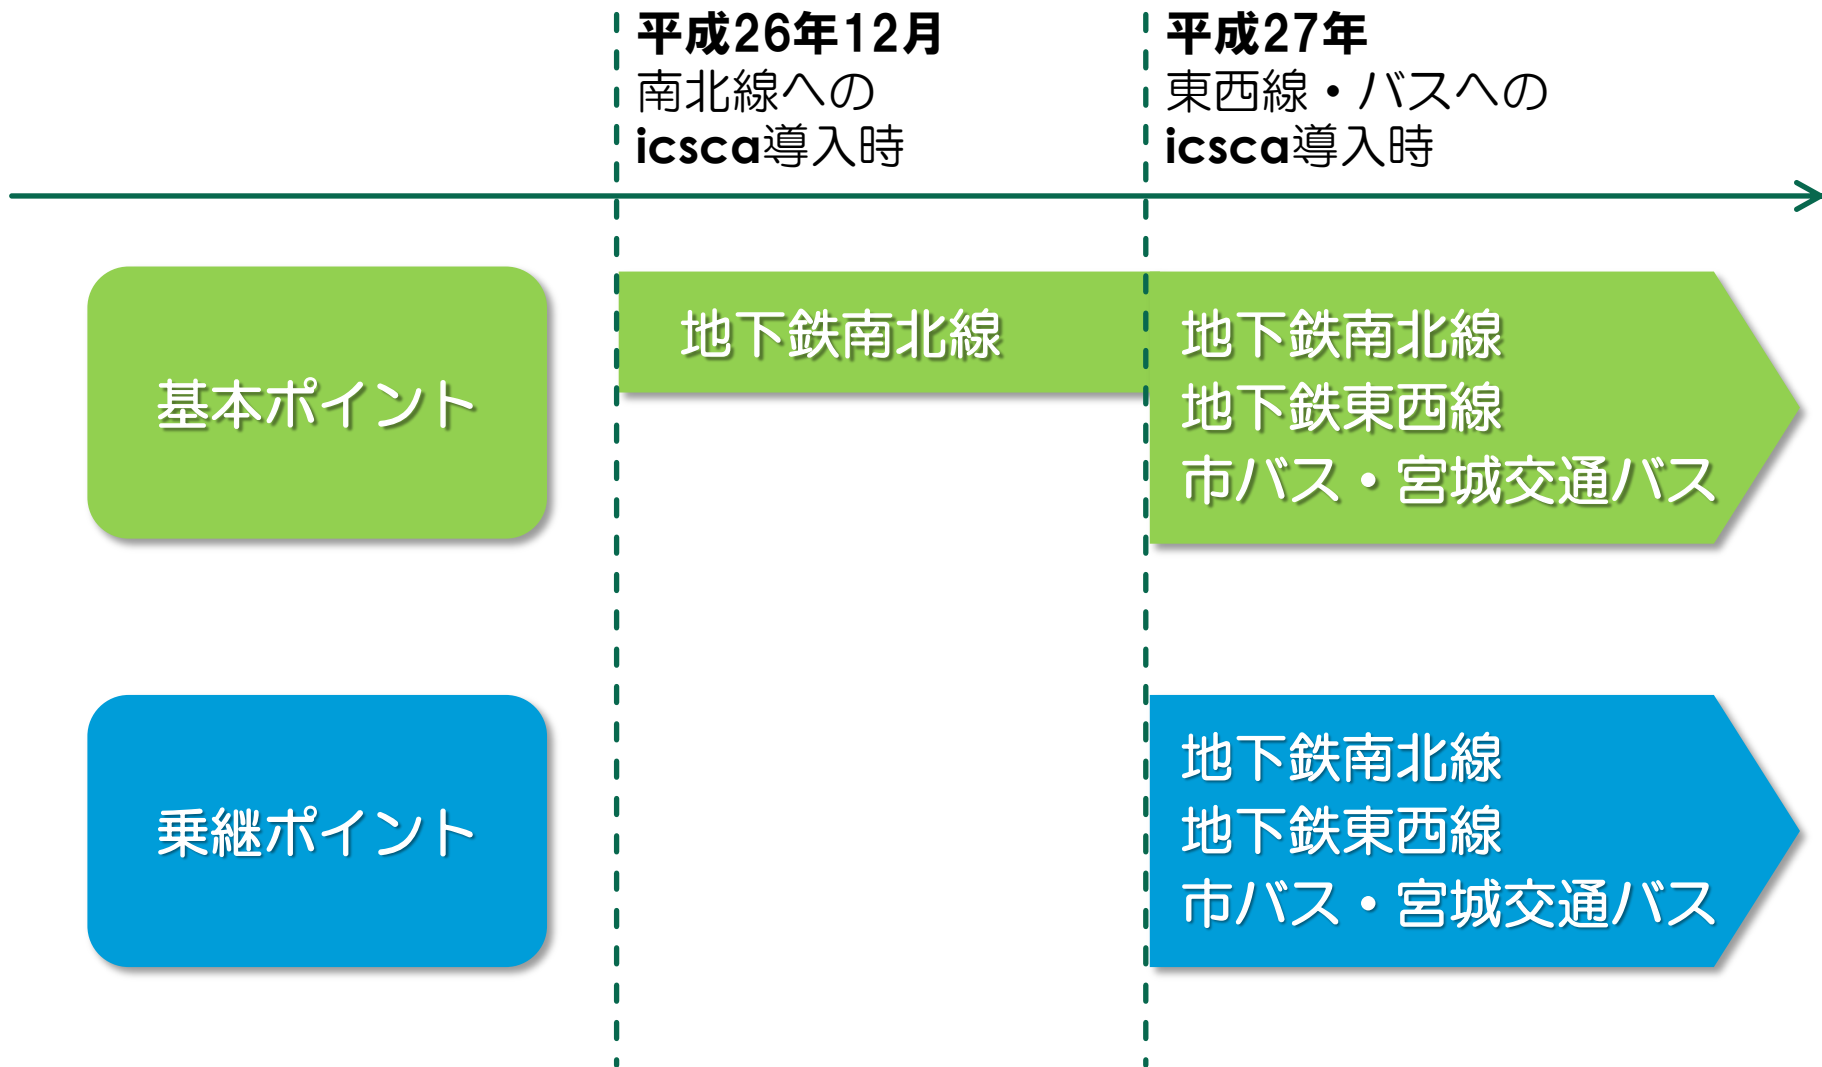 平成26年12月
南北線への
icsca導入時
平成27年
東西線・バスへの
icsca導入時
基本ポイント
地下鉄南北線
地下鉄南北線
地下鉄東西線
市バス・宮城交通バス
乗継ポイント
地下鉄南北線
地下鉄東西線
市バス・宮城交通バス